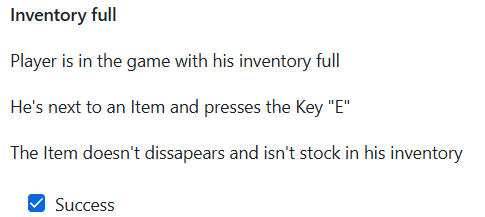 Inventory full
Player is in the game with his inventory full
He's next to an Item and presses the Key "E"
The Item doesn't dissapears and isn't stock in his inventory
Success